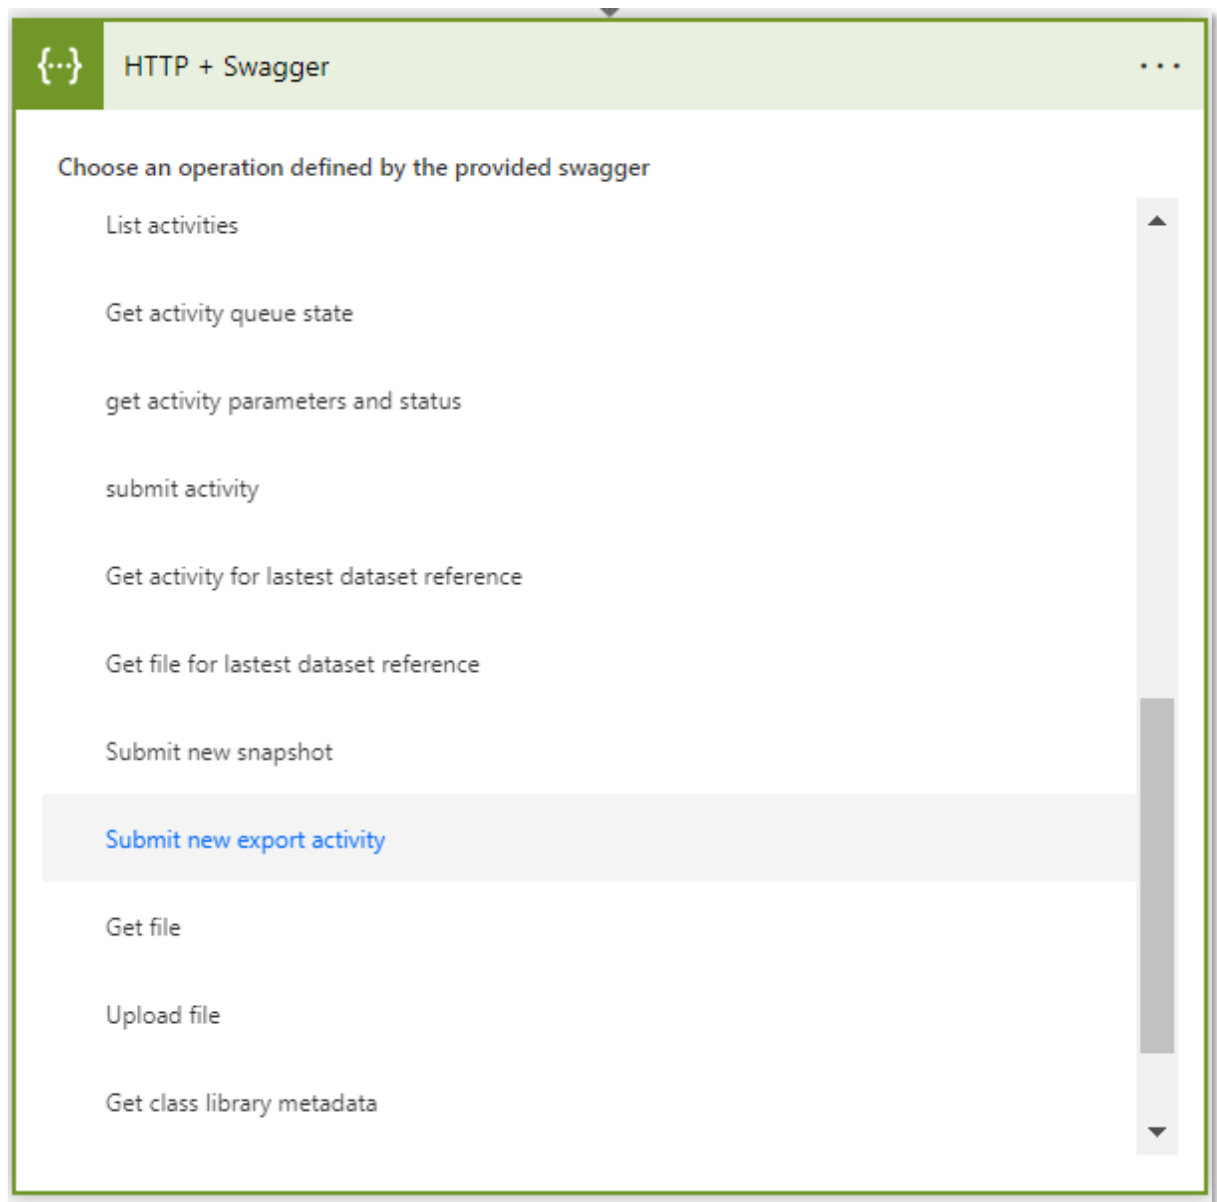 {···} HTTP + Swagger ...
Choose an operation defined by the provided swagger
List activities
Get activity queue state
get activity parameters and status
submit activity
Get activity for lastest dataset reference
Get file for lastest dataset reference
Submit new snapshot
Submit new export activity
Get file
Upload file
Get class library metadata